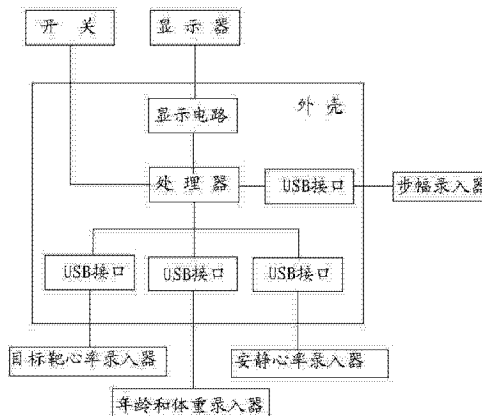 开 关
显 示 器
外 壳
显示电路
处 理 器
USB接口
步幅录入器
USB接口
USB接口
USB接口
目标靶心率录入器
安静心率录入器
年龄和体重录入器